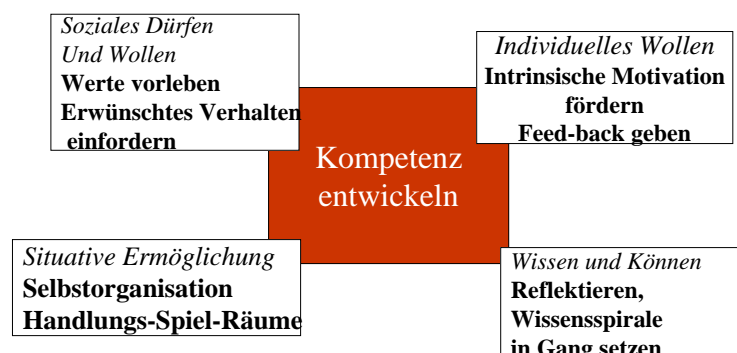 Soziales Dürfen
Und Wollen
Werte vorleben
Erwünschtes Verhalten
einfordern
Individuelles Wollen
Intrinsische Motivation
fördern
Feed-back geben
Kompetenz
entwickeln
Situative Ermöglichung
Selbstorganisation
Handlungs-Spiel-Räume
Wissen und Können
Reflektieren,
Wissensspirale
in Gang setzen